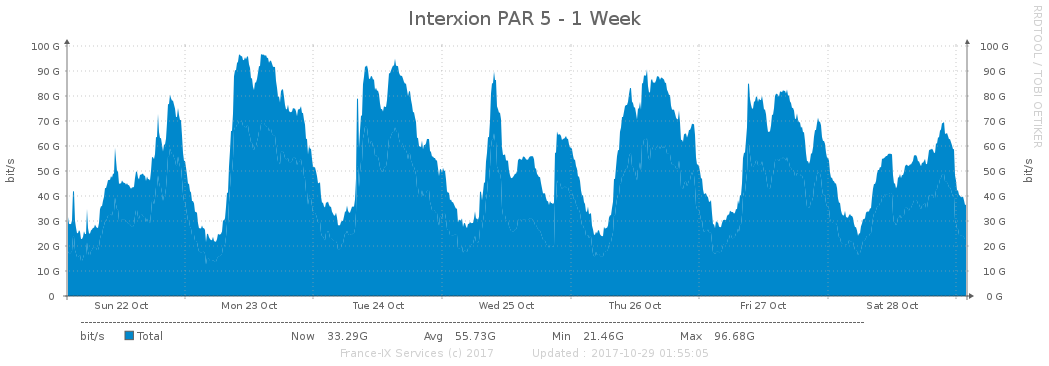 Interxion PAR 5 - 1 Week
RRDTOOL / TOBI OETIKER
bit/s
100 G
90 G
80 G
70 G
60 G
50 G
40 G
30 G
20 G
10 G
0
100 G
90 G
80 G
70 G
60 G
50 G
40 G
30 G
20 G
10 G
0 G
bit/s
Sun 22 Oct Mon 23 Oct Tue 24 Oct Wed 25 Oct Thu 26 Oct Fri 27 Oct Sat 28 Oct
bit/s Total Now 33.29G Avg 55.73G Min 21.46G Max 96.68G
France-IX Services (c) 2017 Updated : 2017-10-29 01:55:05